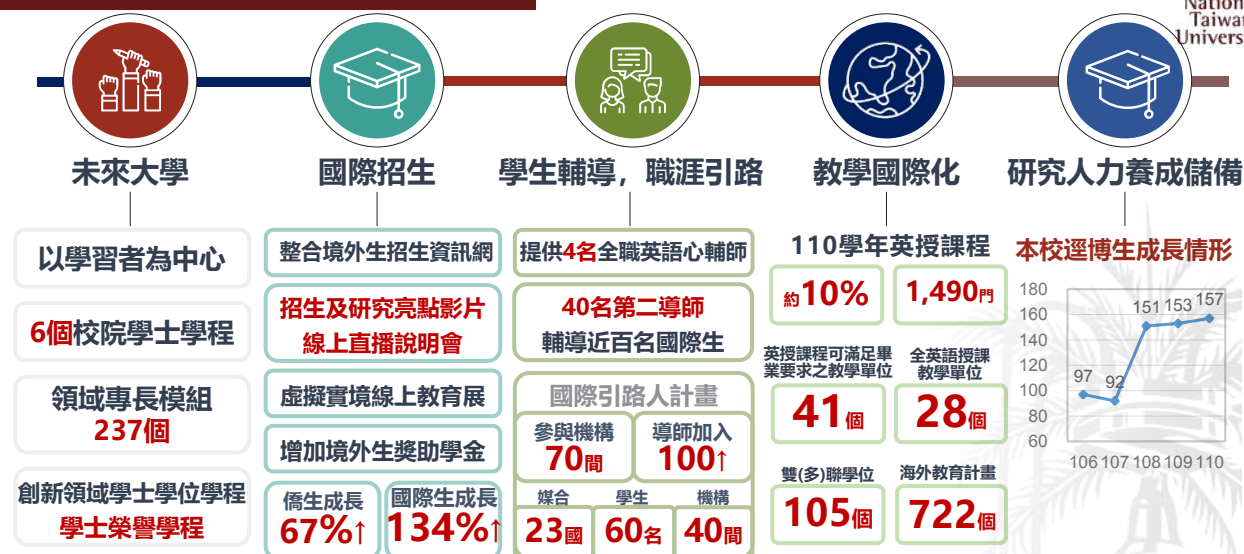 National
Taiwan
University
未來大學
以學習者為中心
6個校院學士學程
領域專長模組
237個
創新領域學士學位學程
學士榮譽學程
國際招生
整合境外生招生資訊網
招生及研究亮點影片
線上直播說明會
虛擬實境線上教育展
增加境外生獎助學金
僑生成長
67%↑
國際生成長
134%↑
學生輔導，職涯引路
提供4名全職英語心輔師
40名第二導師
輔導近百名國際生
國際引路人計畫
參與機構
70間
導師加入
100↑
媒合
23國
學生
60名
機構
40間
教學國際化
110學年英授課程
約10%
1,490門
英授課程可滿足畢
業要求之教學單位
41個
全英語授課
教學單位
28個
雙(多)聯學位
105個
海外教育計畫
722個
研究人力養成儲備
本校逕博生成長情形
180
160
140
120
100
80
60
97
92
151
153
157
106 107 108 109 110